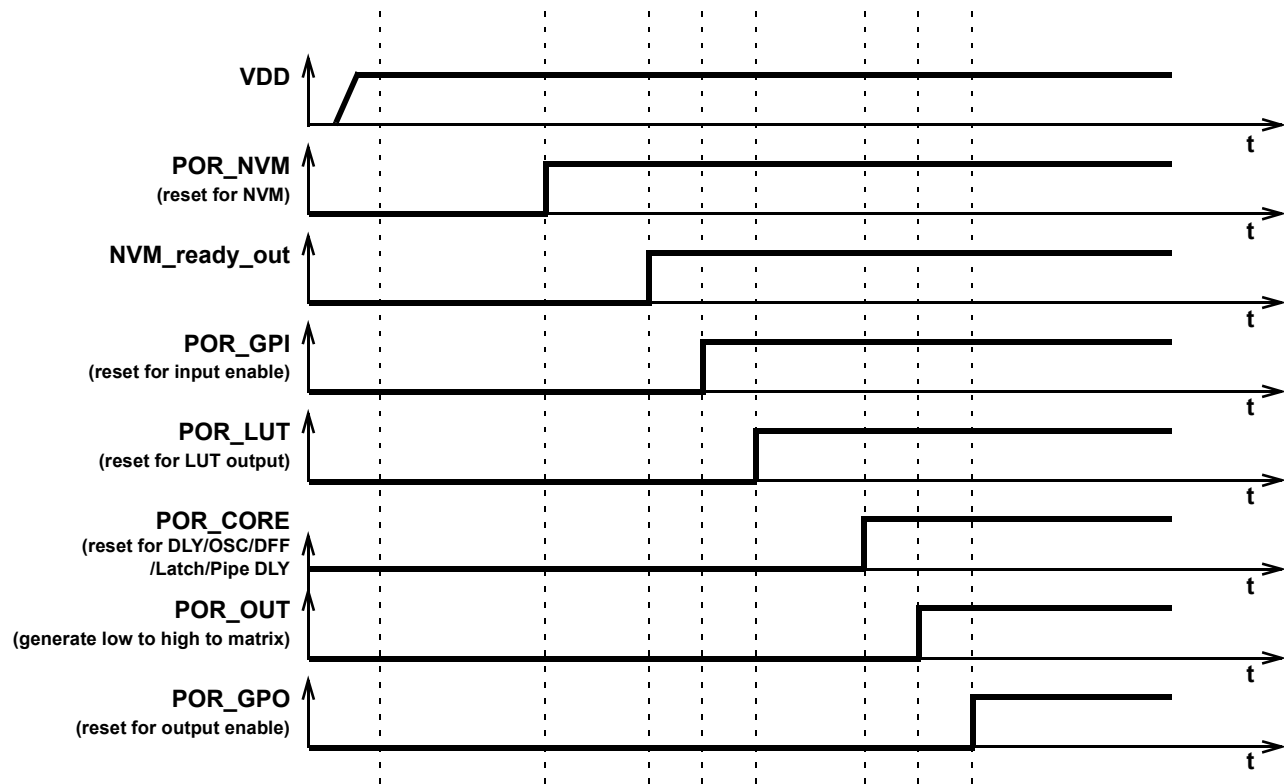 VDD
t
POR_NVM
(reset for NVM)
t
NVM_ready_out
t
POR_GPI
(reset for input enable)
t
POR_LUT
(reset for LUT output)
t
POR_CORE
(reset for DLY/OSC/DFF
/Latch/Pipe DLY
t
POR_OUT
(generate low to high to matrix)
t
POR_GPO
(reset for output enable)
t